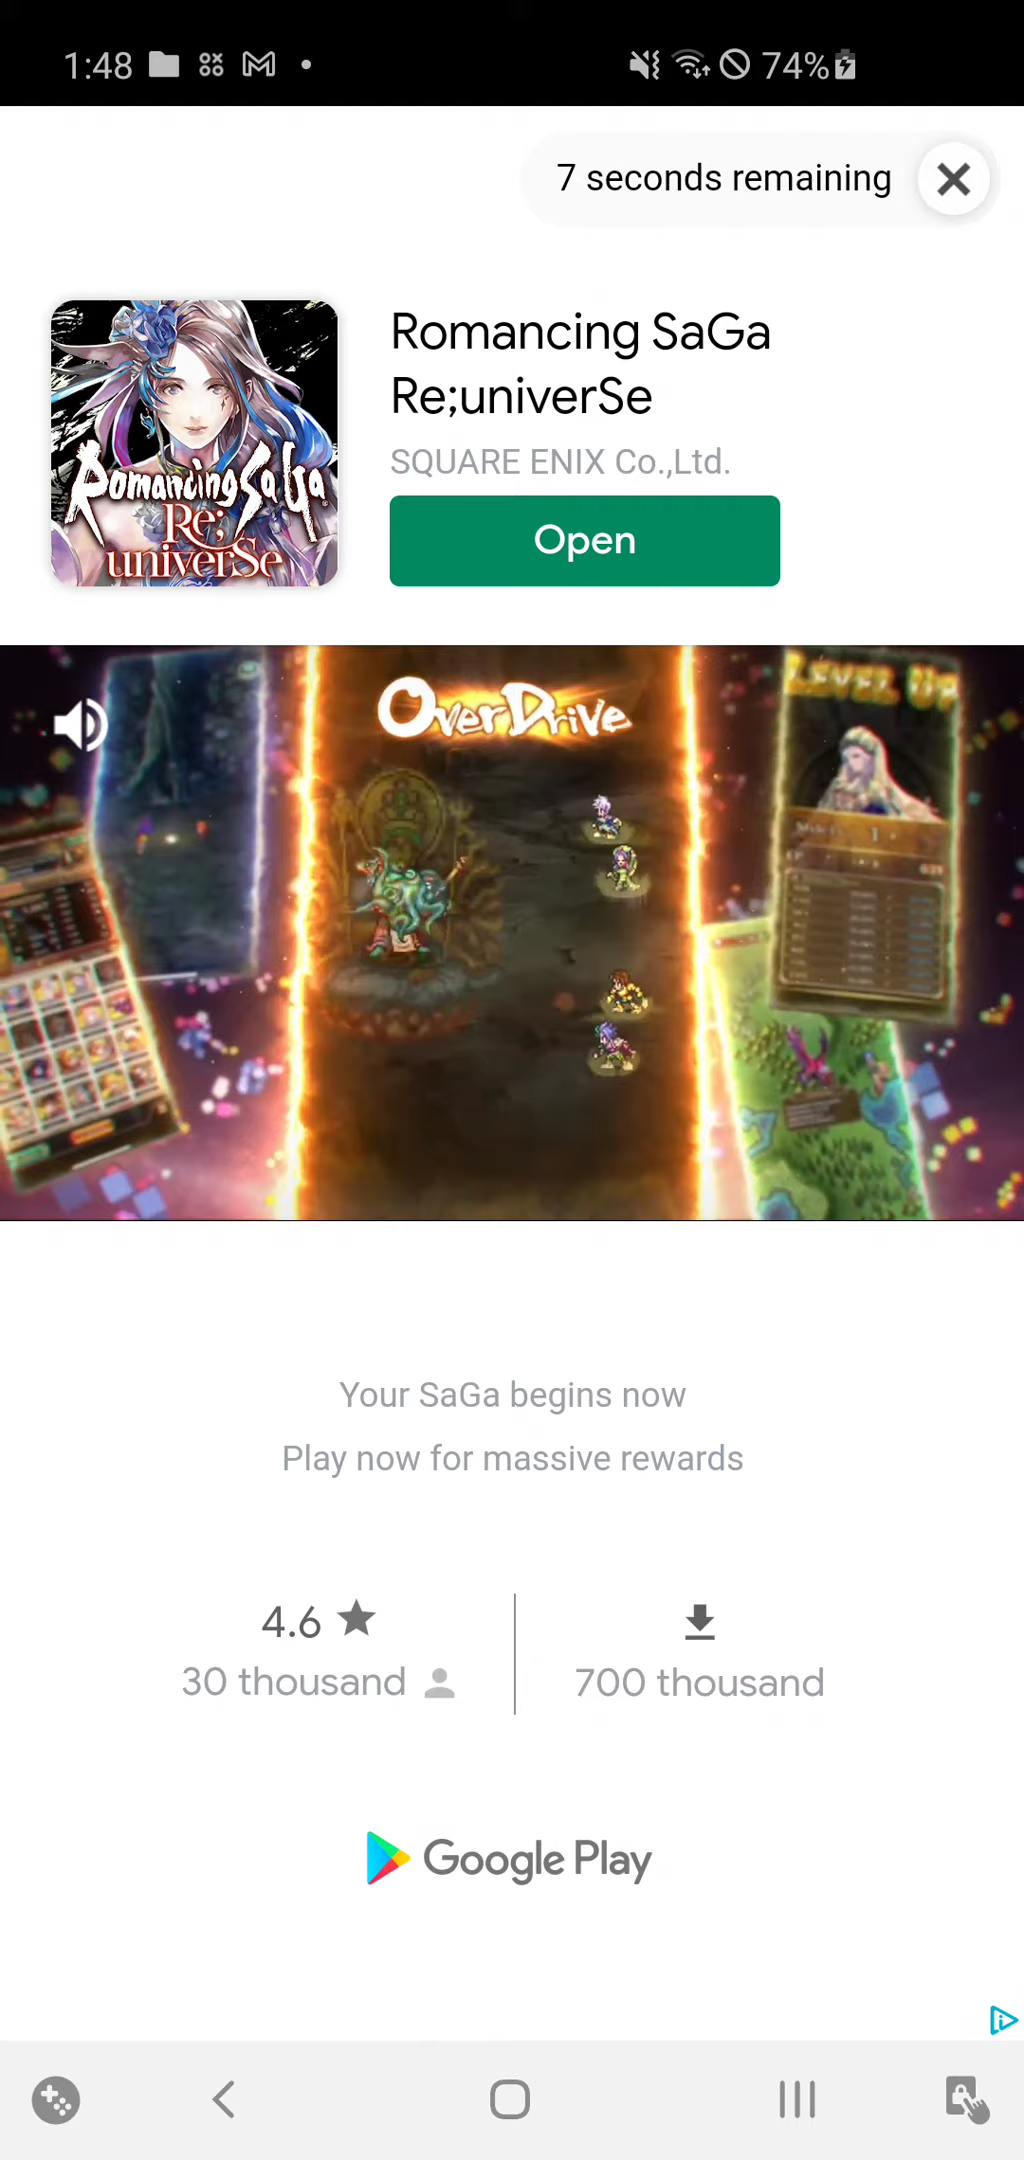 1:48
74%
7 seconds remaining
Romancing SaGa
Re;univerSe
Romancing SaGa
Re;
univerSe
SQUARE ENIX Co.,Ltd.
Open
OverDrive
LEVEL UP
Your SaGa begins now
Play now for massive rewards
4.6
30 thousand
700 thousand
Google Play